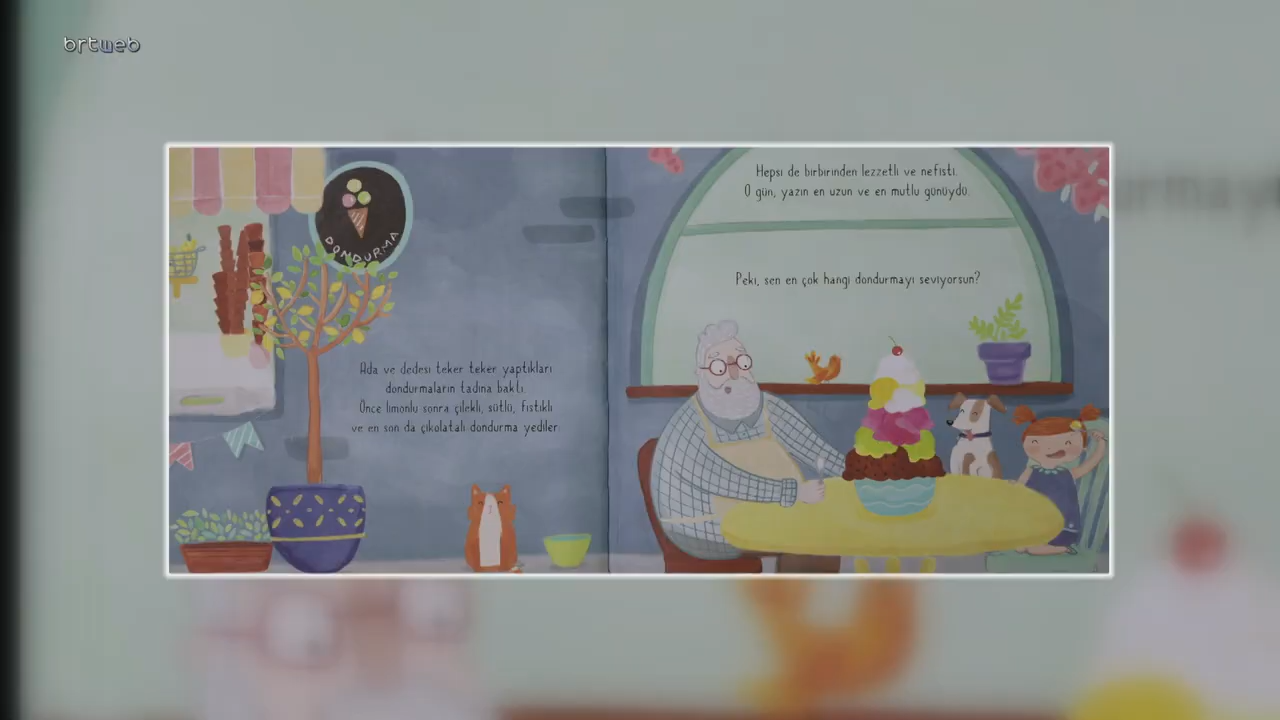 brtweb
DONDURMA
Ada ve dedesi teker teker yaptıkları
dondurmaların tadına baktı.
Önce limonlu sonra çilekli, sütlü, fıstıklı
ve en son da çikolatalı dondurma yediler.
Hepsi de birbirinden lezzetli ve nefisti.
O gün, yazın en uzun ve en mutlu günüydü.
Peki, sen en çok hangi dondurmayı seviyorsun?